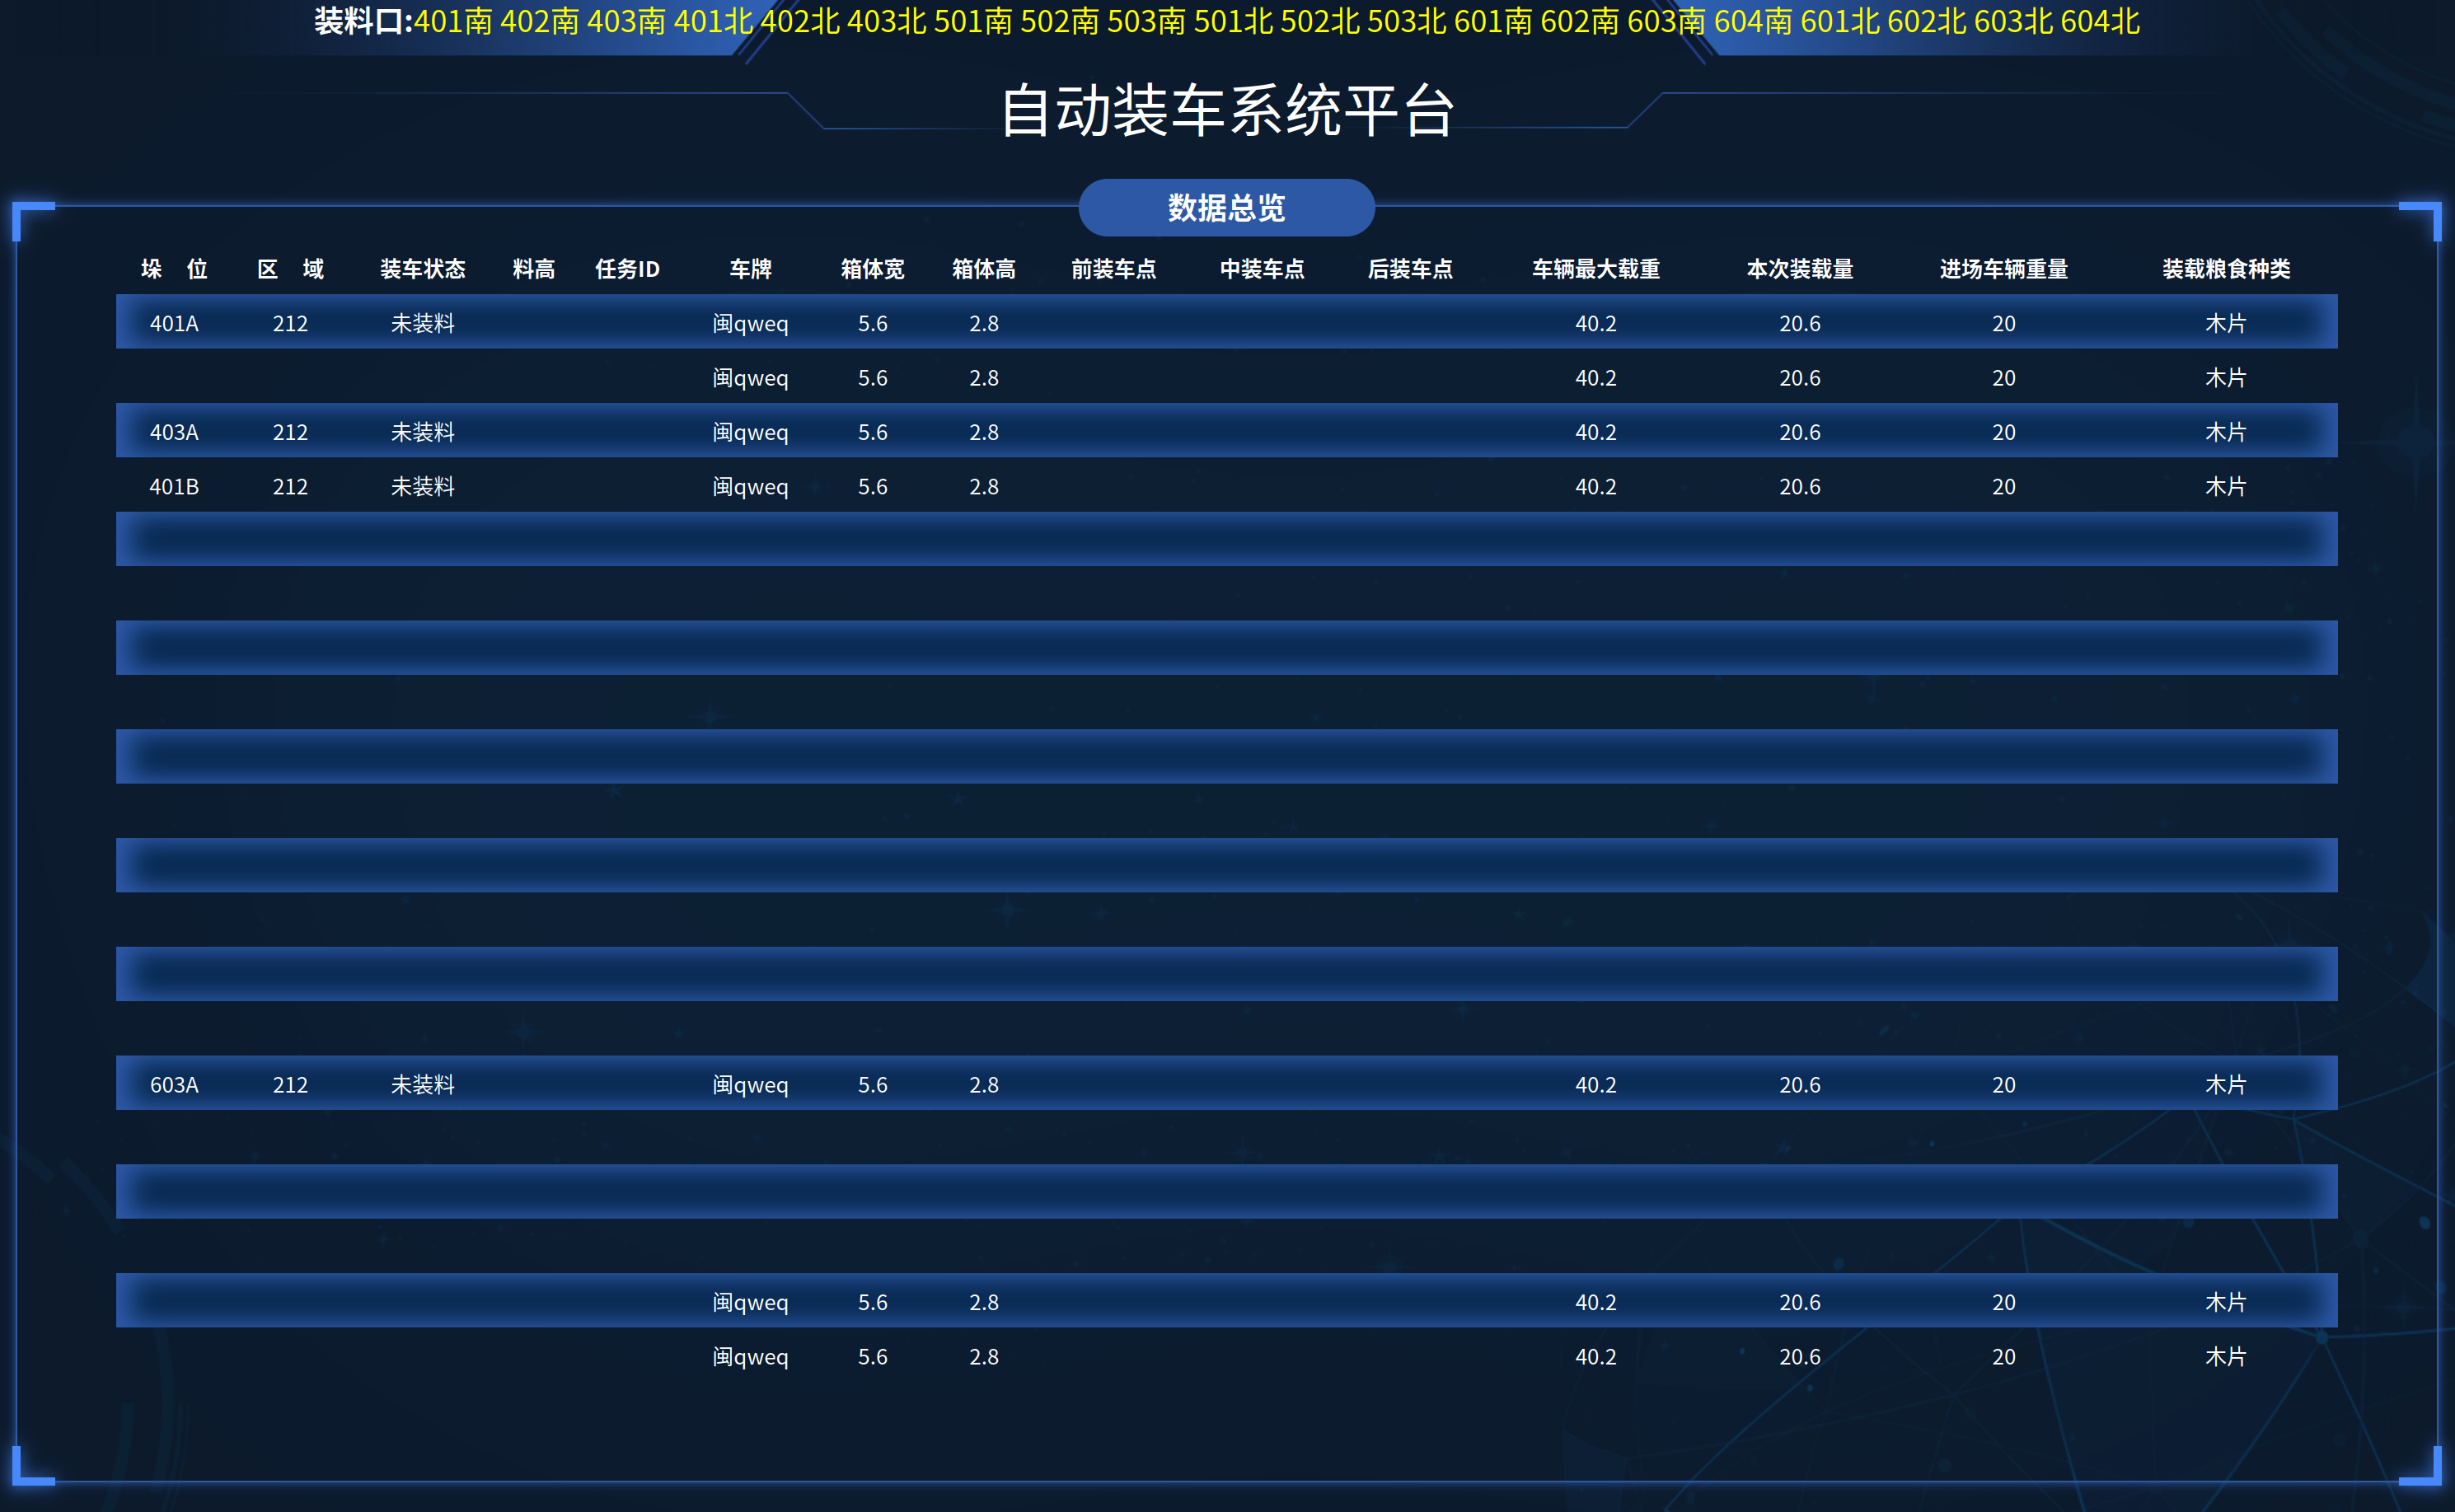 装料口:401南 402南 403南 401北 402北 403北 501南 502南 503南 501北 502北 503北 601南 602南 603南 604南 601北 602北 603北 604北
自动装车系统平台
数据总览
垛 位 区 域 装车状态 料高 任务ID 车牌 箱体宽 箱体高 前装车点 中装车点 后装车点 车辆最大载重 本次装载量 进场车辆重量 装载粮食种类
401A 212 未装料 闽qweq 5.6 2.8 40.2 20.6 20 木片
闽qweq 5.6 2.8 40.2 20.6 20 木片
403A 212 未装料 闽qweq 5.6 2.8 40.2 20.6 20 木片
401B 212 未装料 闽qweq 5.6 2.8 40.2 20.6 20 木片
603A 212 未装料 闽qweq 5.6 2.8 40.2 20.6 20 木片
闽qweq 5.6 2.8 40.2 20.6 20 木片
闽qweq 5.6 2.8 40.2 20.6 20 木片